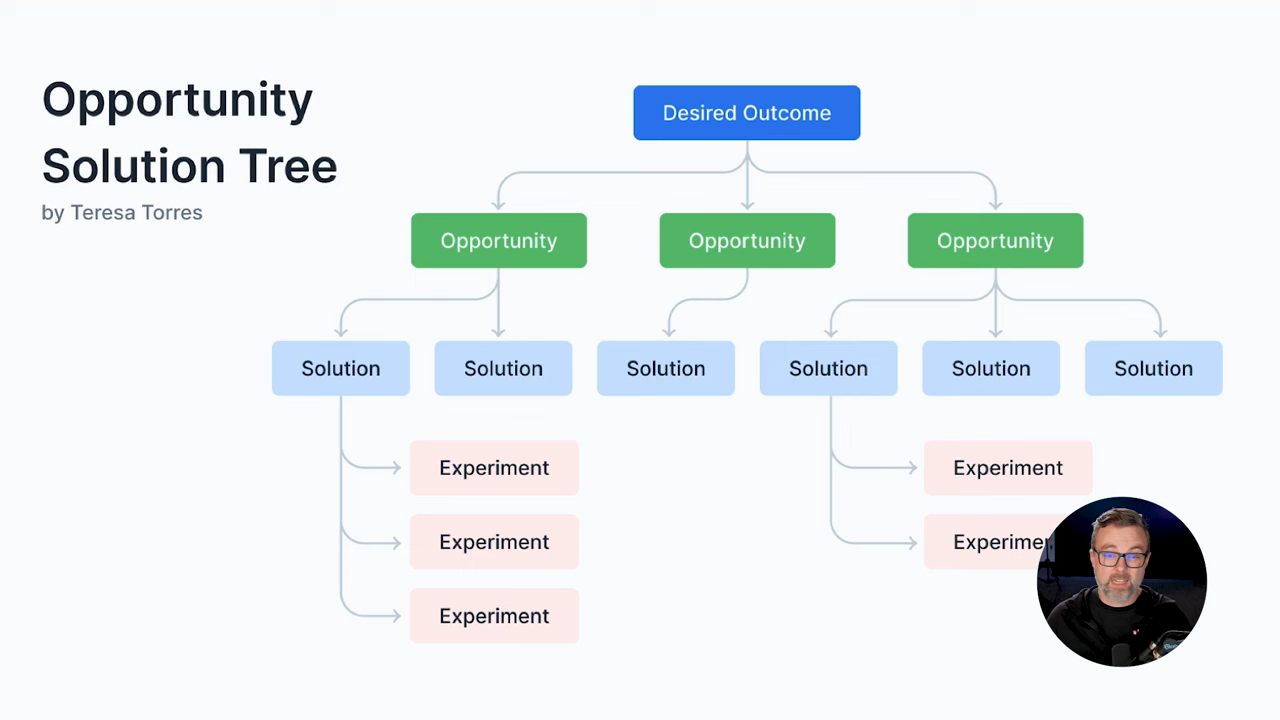 Opportunity
Solution Tree
by Teresa Torres
Desired Outcome
Opportunity
Opportunity
Opportunity
Solution
Solution
Solution
Solution
Solution
Solution
Experiment
Experiment
Experiment
Experimen
Experiment